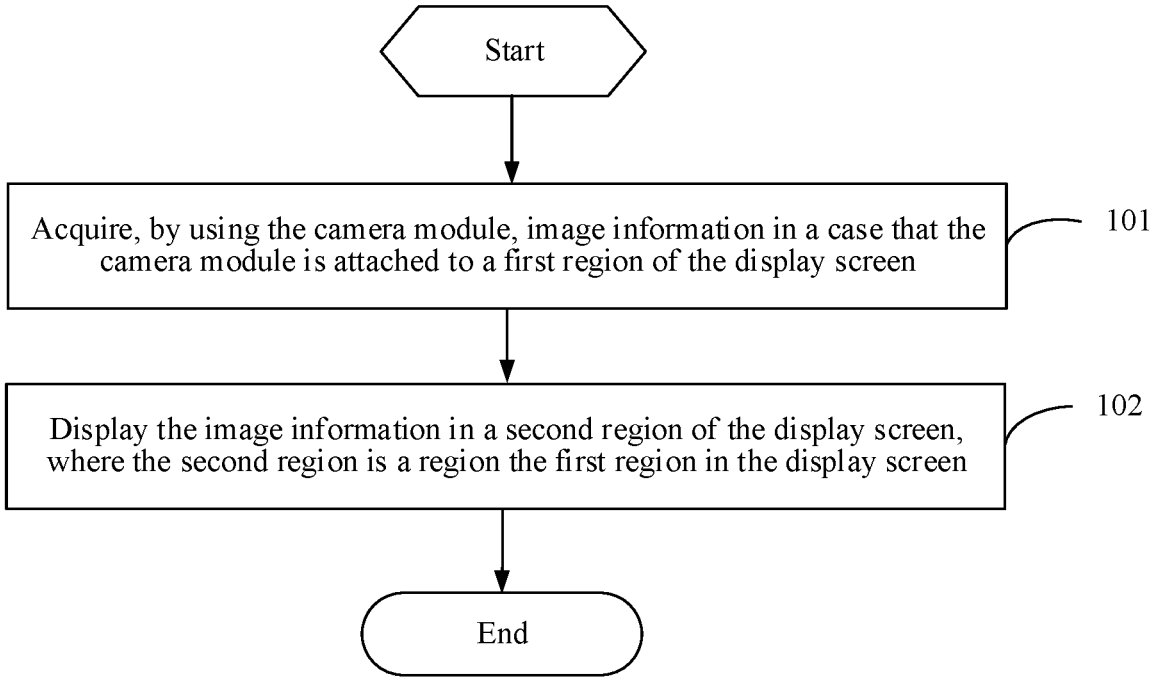 Start
Acquire, by using the camera module, image information in a case that the
camera module is attached to a first region of the display screen
101
Display the image information in a second region of the display screen,
where the second region is a region the first region in the display screen
102
End